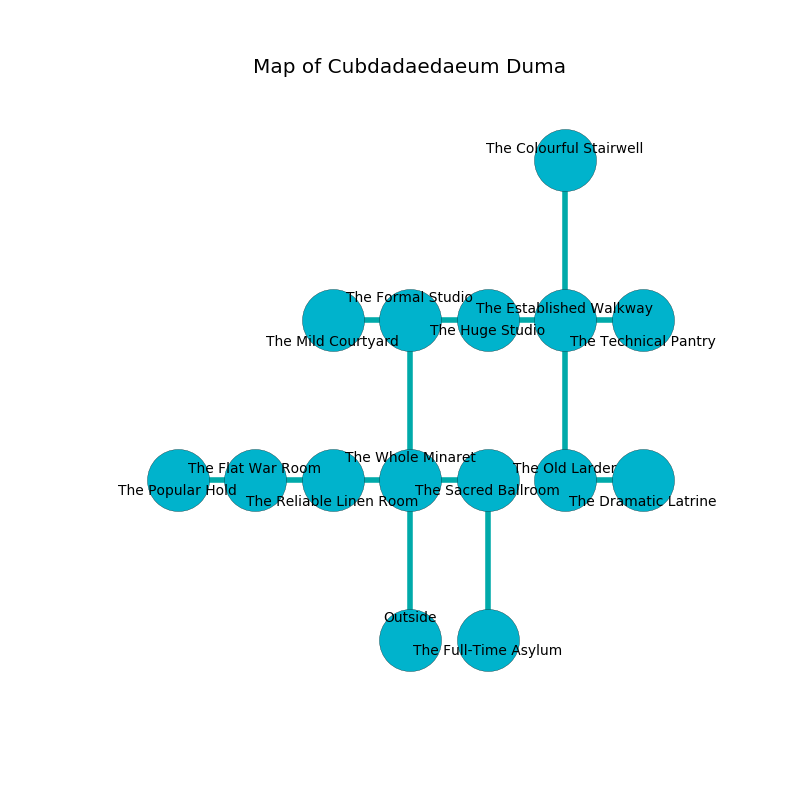 Map of Cubdadaedaeum Duma
The Colourful Stairwell
The Formal Studio
The Established Walkway
The Huge Studio
The Mild Courtyard
The Technical Pantry
The Whole Minaret
The Flat War Room
The Old Larder
The Popular Hold
The Sacred Ballroom
The Reliable Linen Room
The Dramatic Latrine
Outside
The Full-Time Asylum